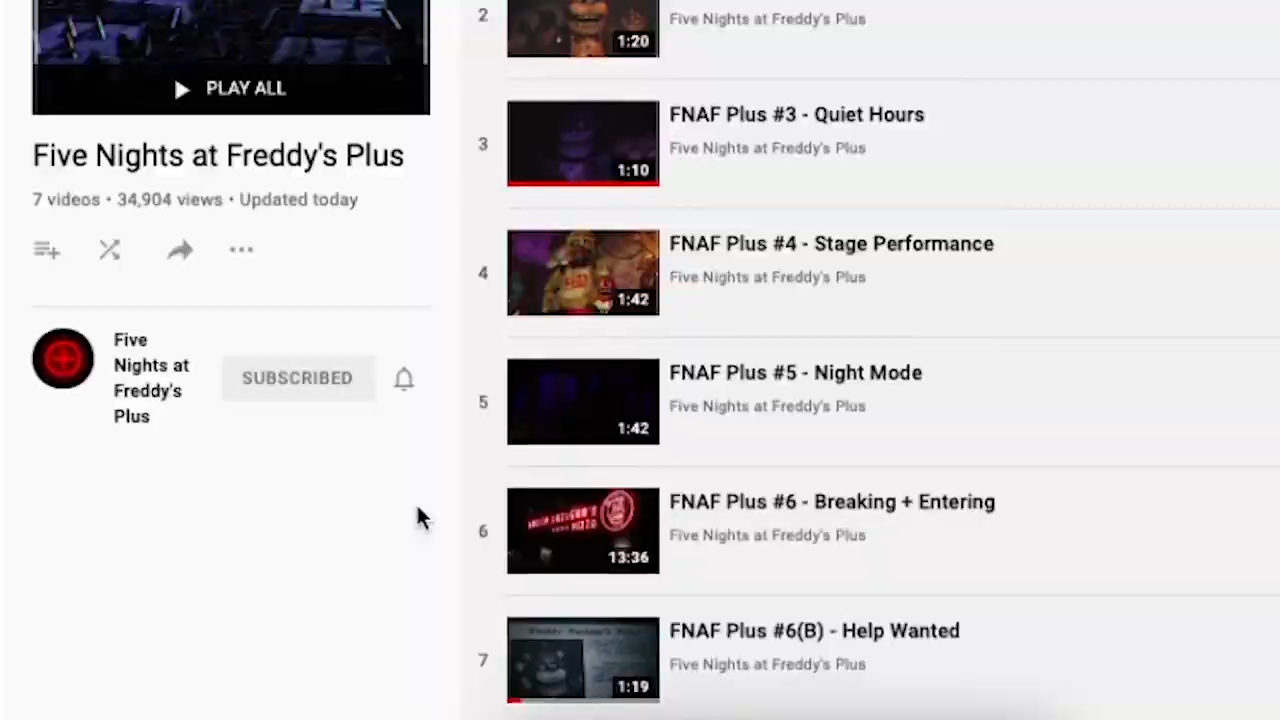 PLAY ALL
Five Nights at Freddy's Plus
7 videos • 34,904 views • Updated today
Five
Nights at
Freddy's
Plus
SUBSCRIBED
2
1:20
Five Nights at Freddy's Plus
3
1:10
FNAF Plus #3 - Quiet Hours
Five Nights at Freddy's Plus
4
1:42
FNAF Plus #4 - Stage Performance
Five Nights at Freddy's Plus
5
1:42
FNAF Plus #5 - Night Mode
Five Nights at Freddy's Plus
6
13:36
FNAF Plus #6 - Breaking + Entering
Five Nights at Freddy's Plus
7
1:19
FNAF Plus #6(B) - Help Wanted
Five Nights at Freddy's Plus